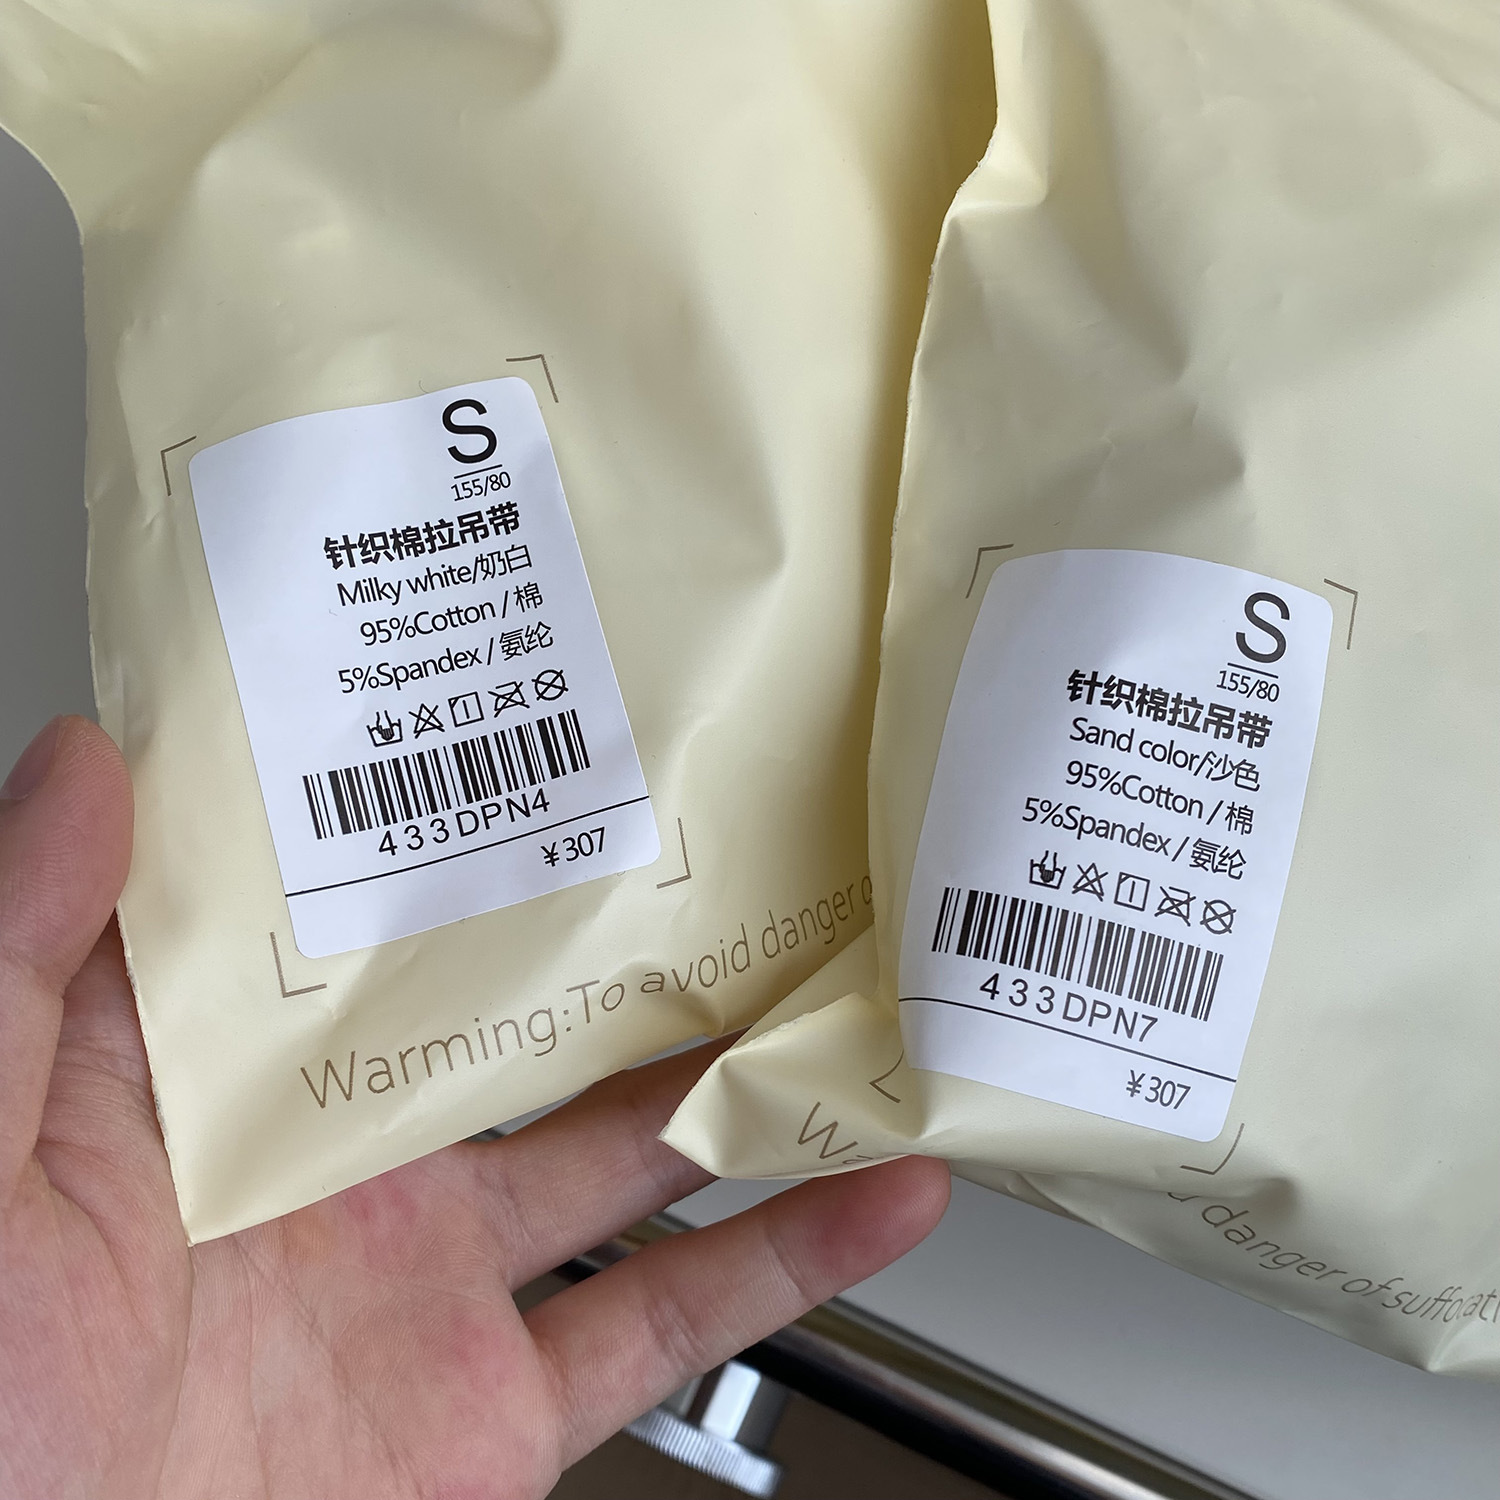 S
155/80
针织棉拉吊带
Milky white/奶白
95%Cotton / 棉
5%Spandex / 氨纶
433DPN4
¥307
Warming:To avoid danger
S
155/80
针织棉拉吊带
Sand color/沙色
95%Cotton / 棉
5%Spandex / 氨纶
433DPN7
¥307
danger of